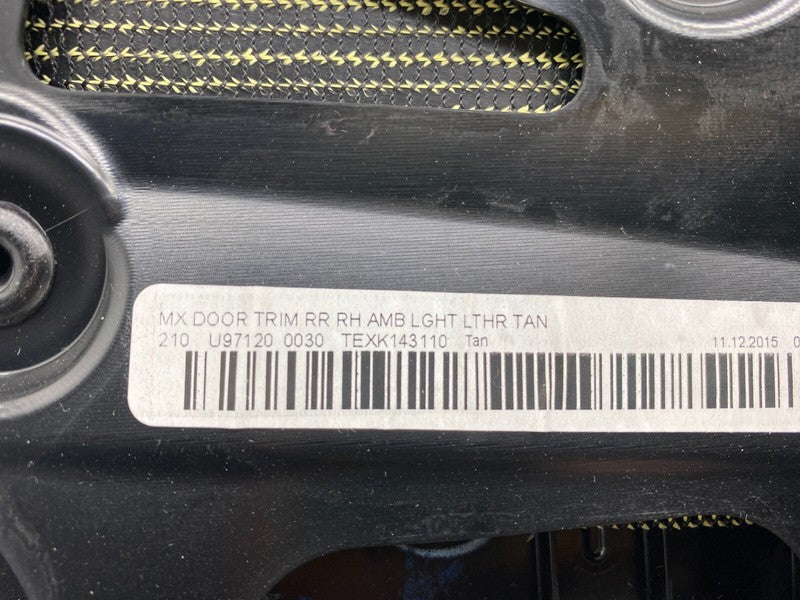 MX DOOR TRIM RR RH AMB LGHT LTHR TAN
210 U97120 0030 TEXK143110 Tan 11.12.2015